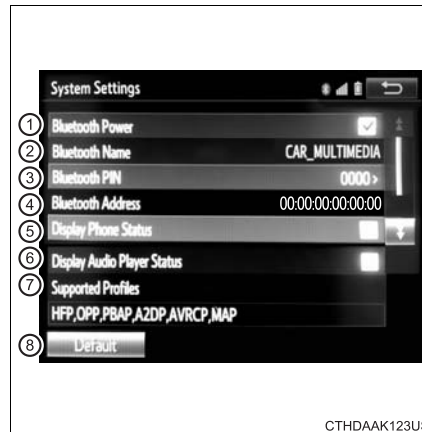 System Settings
① Bluetooth Power
② Bluetooth Name CAR_MULTIMEDIA
③ Bluetooth PIN 0000 >
④ Bluetooth Address 00:00:00:00:00:00
⑤ Display Phone Status
⑥ Display Audio Player Status
⑦ Supported Profiles
HFP,OPP,PBAP,A2DP,AVRCP,MAP
⑧ Default